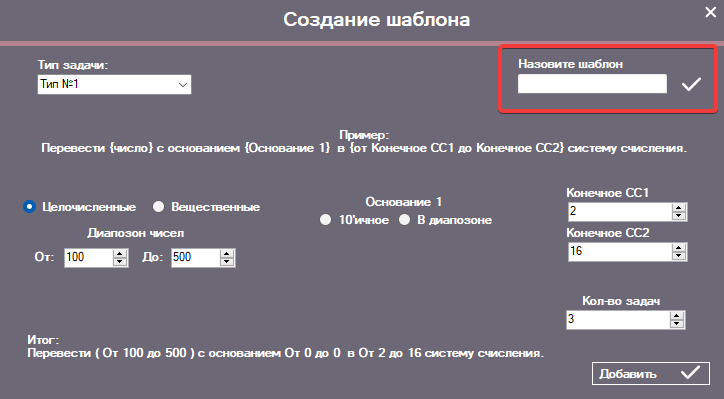 Создание шаблона
Тип задачи:
Тип №1
Назовите шаблон
Пример:
Перевести {число} с основанием {Основание 1} в {от Конечное СС1 до Конечное СС2} систему счисления.
Целочисленные
Вещественные
Диапозон чисел
От: 100 До: 500
Основание 1
10'ичное
В диапозоне
Конечное СС1
2
Конечное СС2
16
Кол-во задач
3
Итог:
Перевести ( От 100 до 500 ) с основанием От 0 до 0 в От 2 до 16 систему счисления.
Добавить